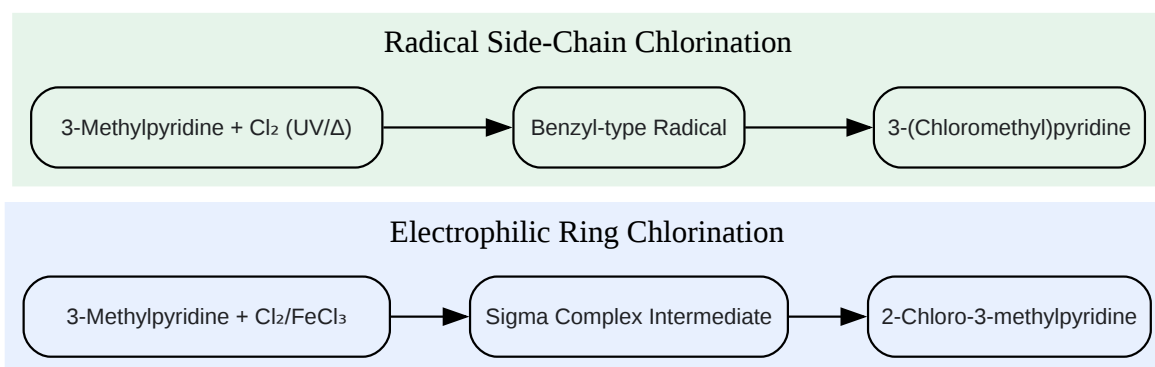 Radical Side-Chain Chlorination
3-Methylpyridine + Cl₂ (UV/Δ)
Benzyl-type Radical
3-(Chloromethyl)pyridine
Electrophilic Ring Chlorination
3-Methylpyridine + Cl₂/FeCl₃
Sigma Complex Intermediate
2-Chloro-3-methylpyridine